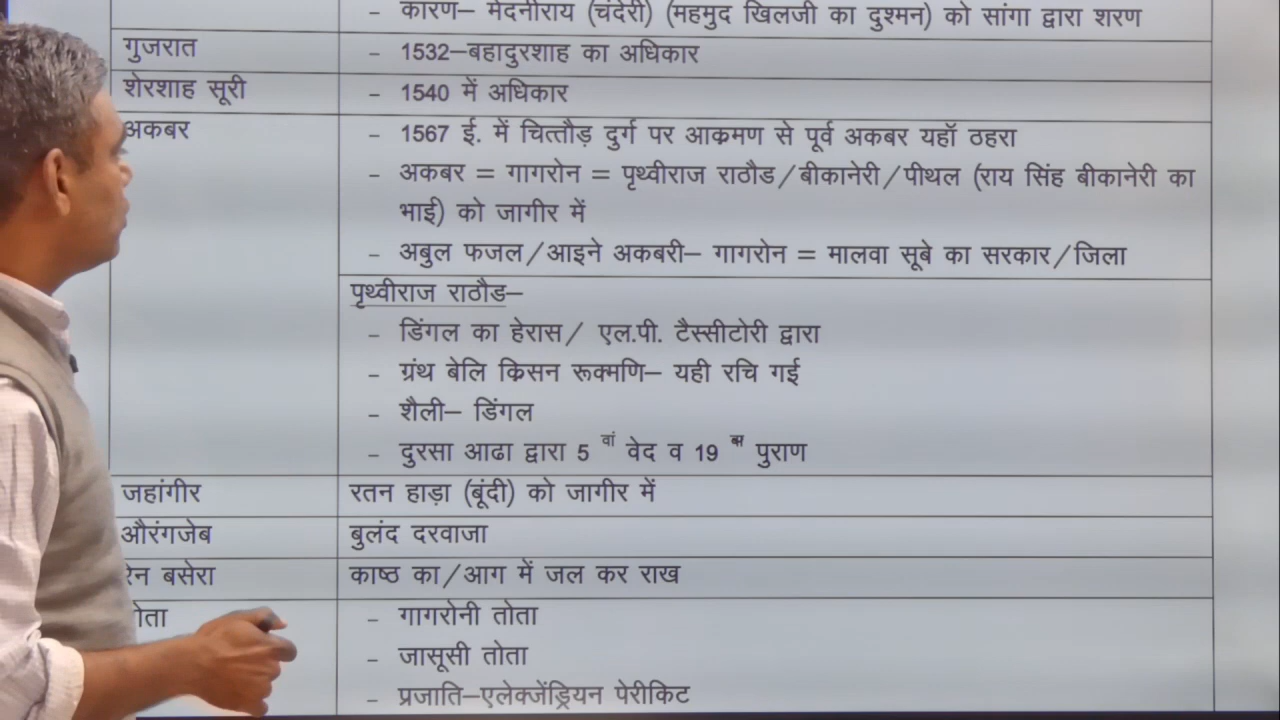 – कारण– मेदनीराय (चंदेरी) (महमुद खिलजी का दुश्मन) को सांगा द्वारा शरण
गुजरात – 1532–बहादुरशाह का अधिकार
शेरशाह सूरी – 1540 में अधिकार
अकबर – 1567 ई. में चित्तौड़ दुर्ग पर आक्रमण से पूर्व अकबर यहॉ ठहरा
– अकबर = गागरोन = पृथ्वीराज राठौड/बीकानेरी/पीथल (राय सिंह बीकानेरी का
भाई) को जागीर में
– अबुल फजल/आइने अकबरी– गागरोन = मालवा सूबे का सरकार/जिला
पृथ्वीराज राठौड–
– डिंगल का हेरास/ एल.पी. टैस्सीटोरी द्वारा
– ग्रंथ बेलि क्रिसन रूक्मणि– यही रचि गई
– शैली– डिंगल
– दुरसा आढा द्वारा 5 वां वेद व 19 पुराण
जहांगीर रतन हाड़ा (बूंदी) को जागीर में
औरंगजेब बुलंद दरवाजा
रेन बसेरा काष्ठ का/आग में जल कर राख
तोता – गागरोनी तोता
– जासूसी तोता
– प्रजाति–एलेक्जेंड्रियन पेरीकिट